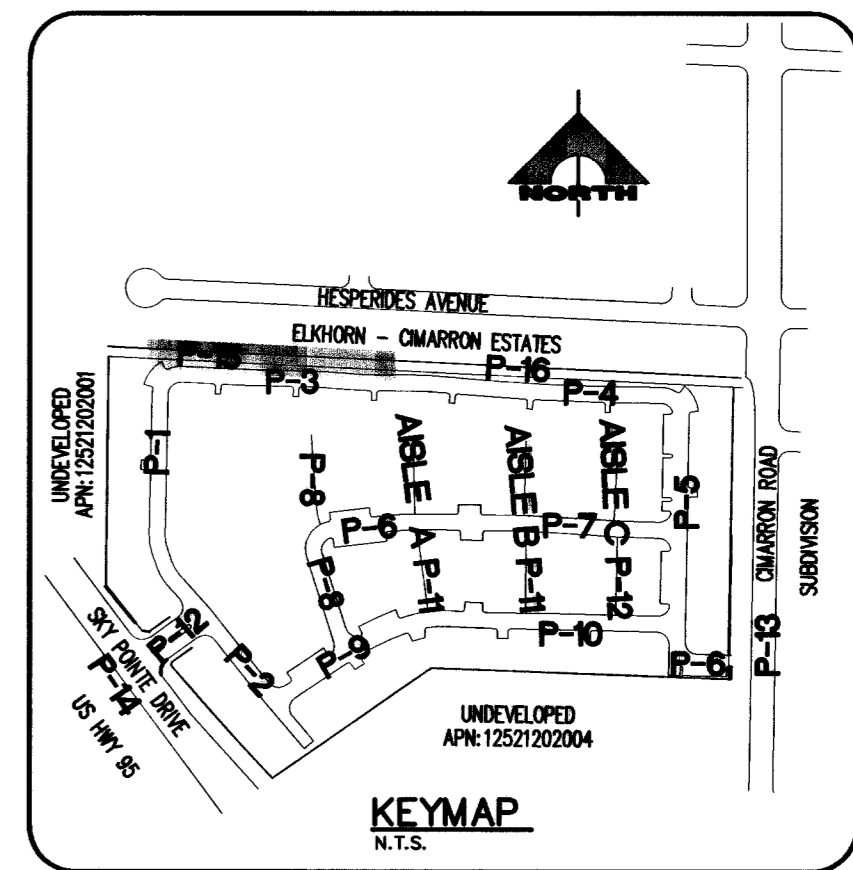 NORTH
HESPERIDES AVENUE
ELKHORN - CIMARRON ESTATES
P-15
P-16
P-3
P-4
UNDEVELOPED
APN:12521202001
P-1
P-8
AISLE A
AISLE B
AISLE C
P-5
CIMARRON ROAD
SUBDIVISION
P-6
P-7
P-8
P-11
P-11
P-12
P-12
P-9
P-10
P-6
P-13
SKY POINTE DRIVE
P-2
P-14
US HWY 95
UNDEVELOPED
APN:12521202004
KEYMAP
N.T.S.